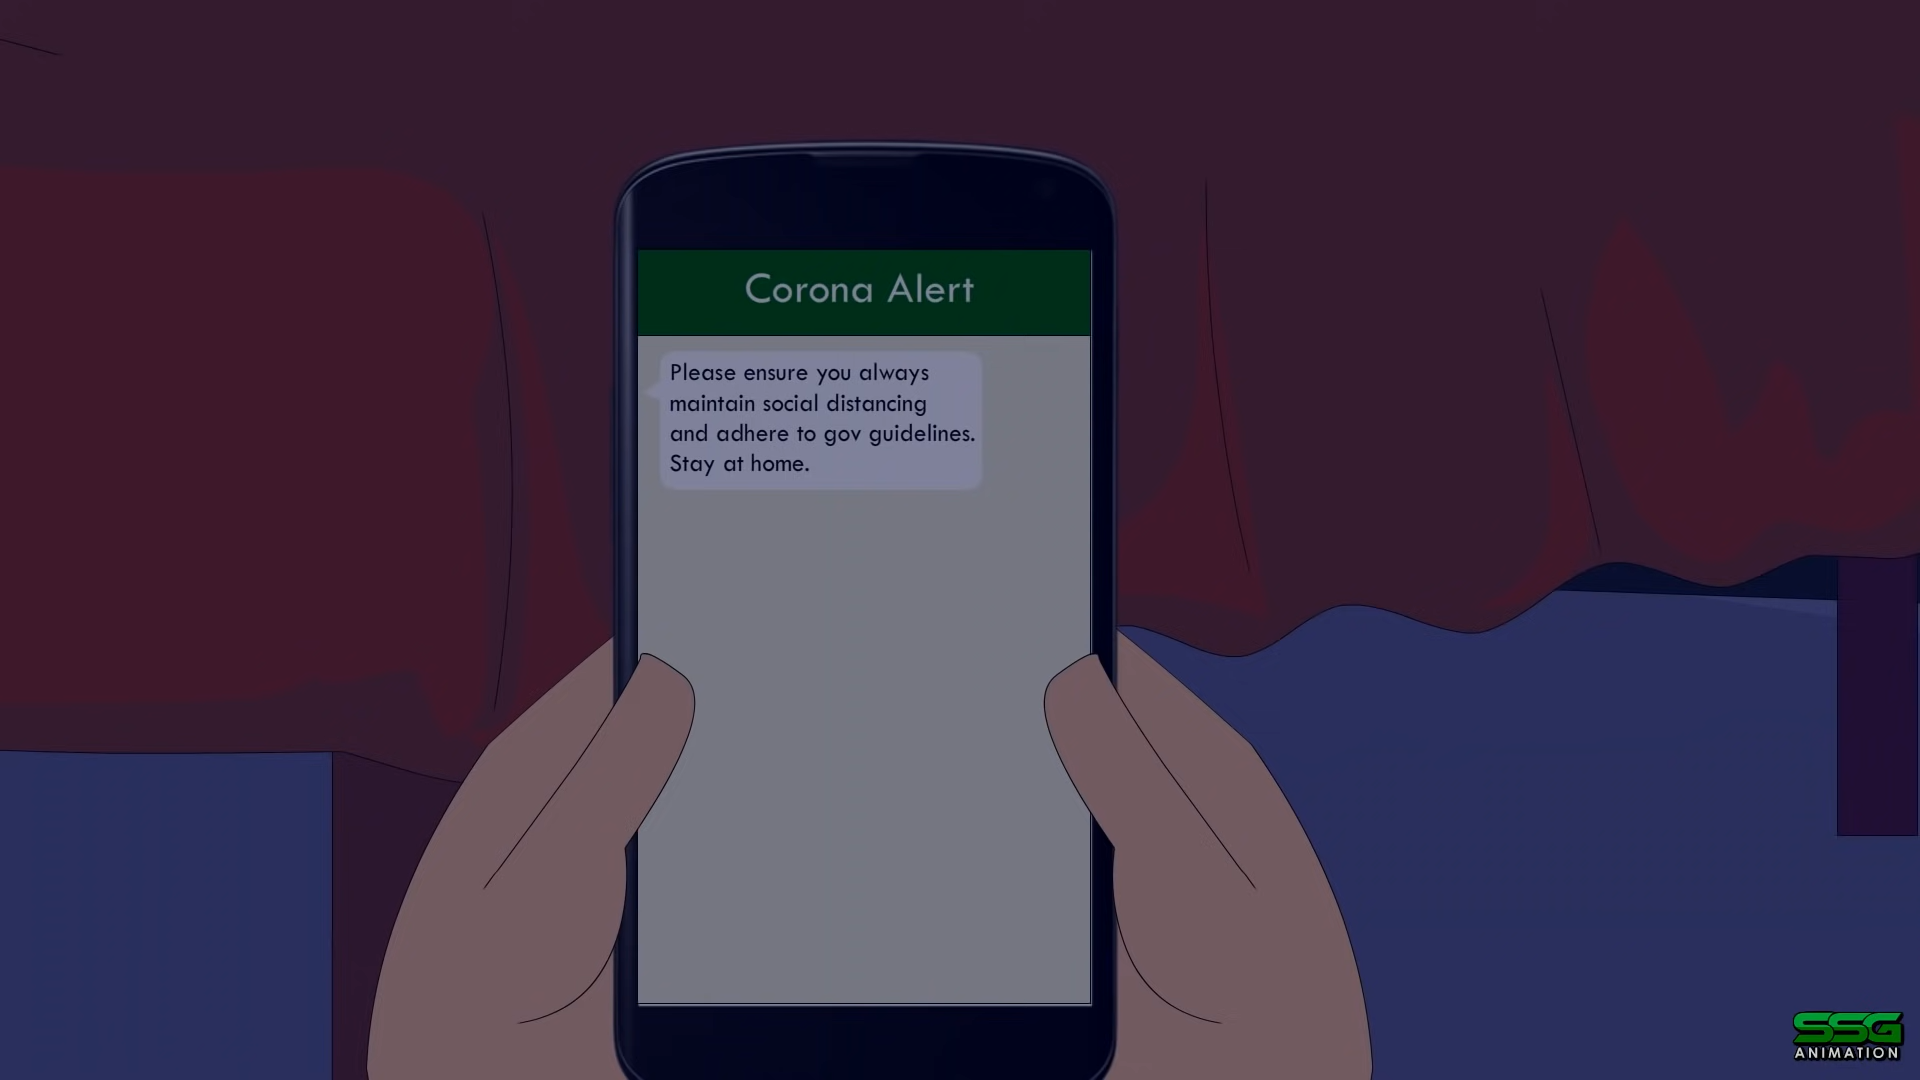 Corona Alert
Please ensure you always
maintain social distancing
and adhere to gov guidelines.
Stay at home.
SSG
ANIMATION